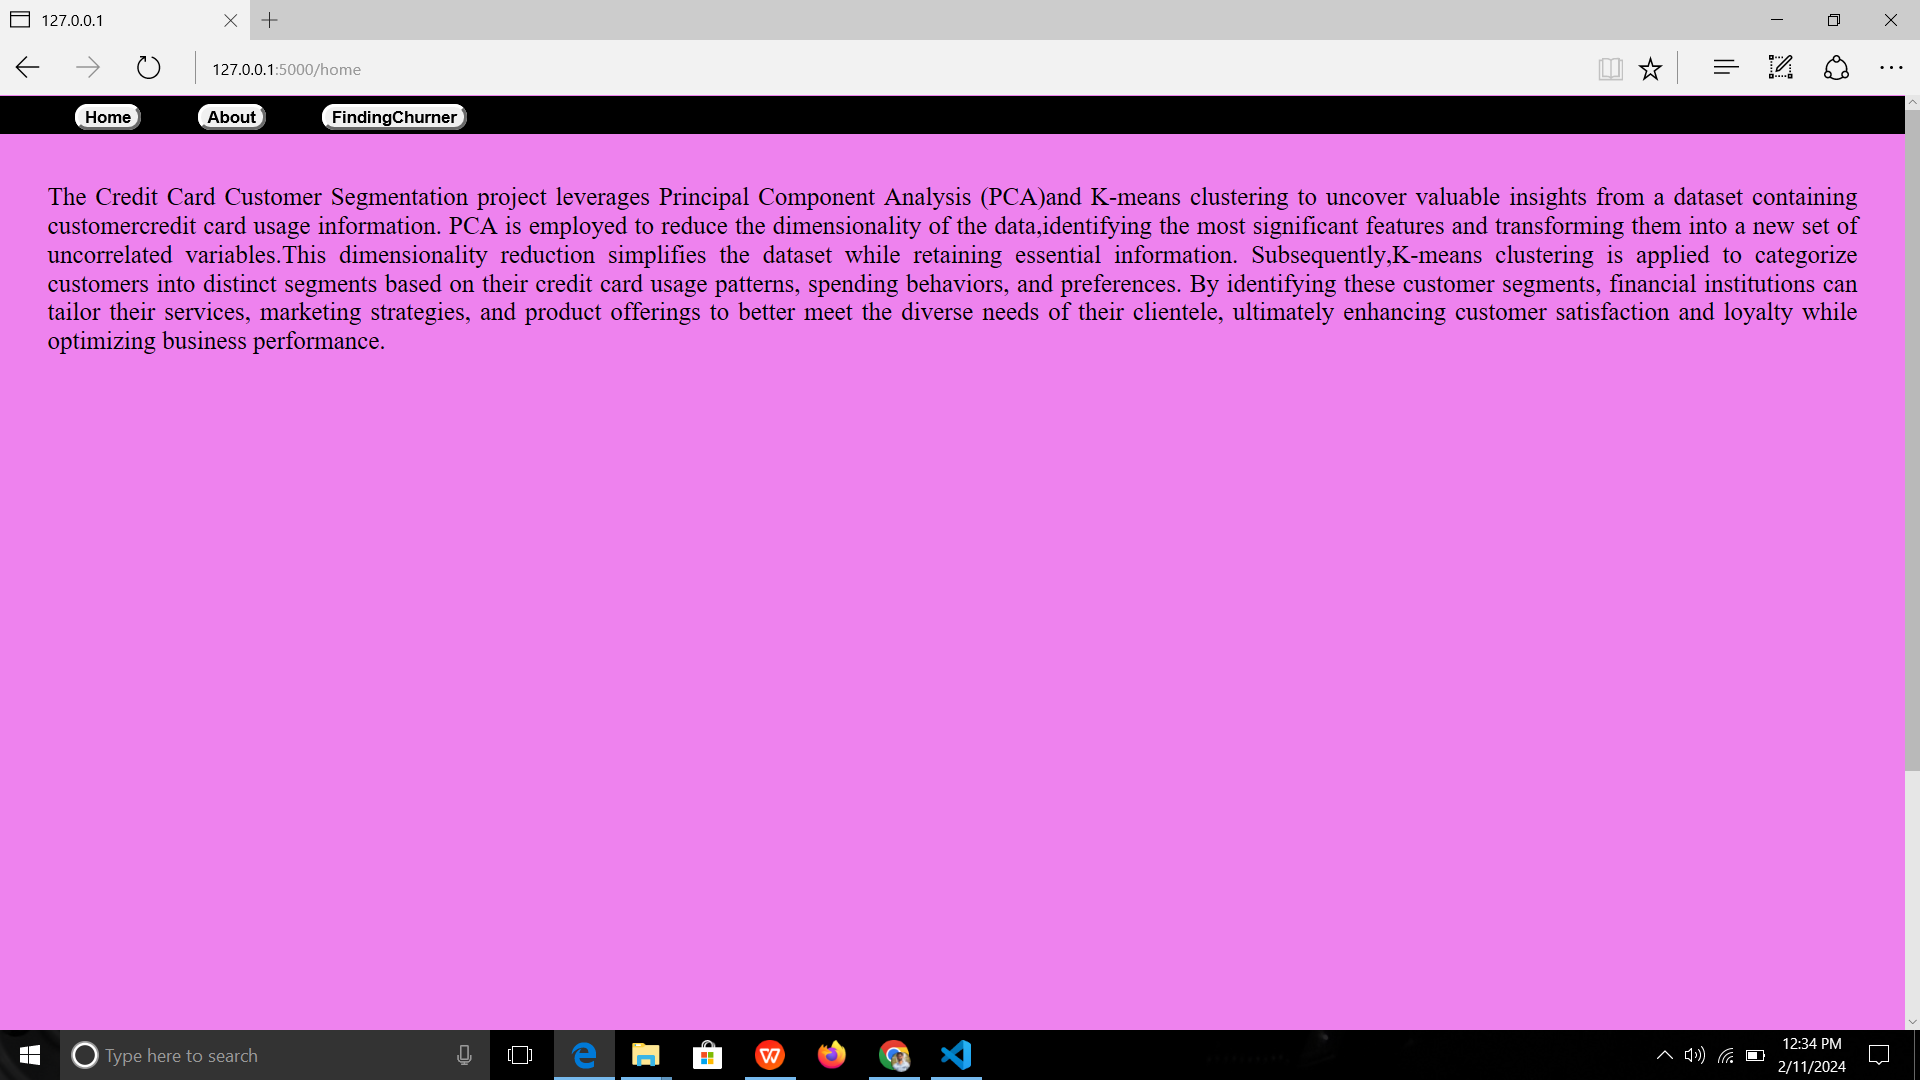 127.0.0.1
127.0.0.1:5000/home
Home About FindingChurner
The Credit Card Customer Segmentation project leverages Principal Component Analysis (PCA)and K-means clustering to uncover valuable insights from a dataset containing
customercredit card usage information. PCA is employed to reduce the dimensionality of the data,identifying the most significant features and transforming them into a new set of
uncorrelated variables.This dimensionality reduction simplifies the dataset while retaining essential information. Subsequently,K-means clustering is applied to categorize
customers into distinct segments based on their credit card usage patterns, spending behaviors, and preferences. By identifying these customer segments, financial institutions can
tailor their services, marketing strategies, and product offerings to better meet the diverse needs of their clientele, ultimately enhancing customer satisfaction and loyalty while
optimizing business performance.
Type here to search
12:34 PM
2/11/2024